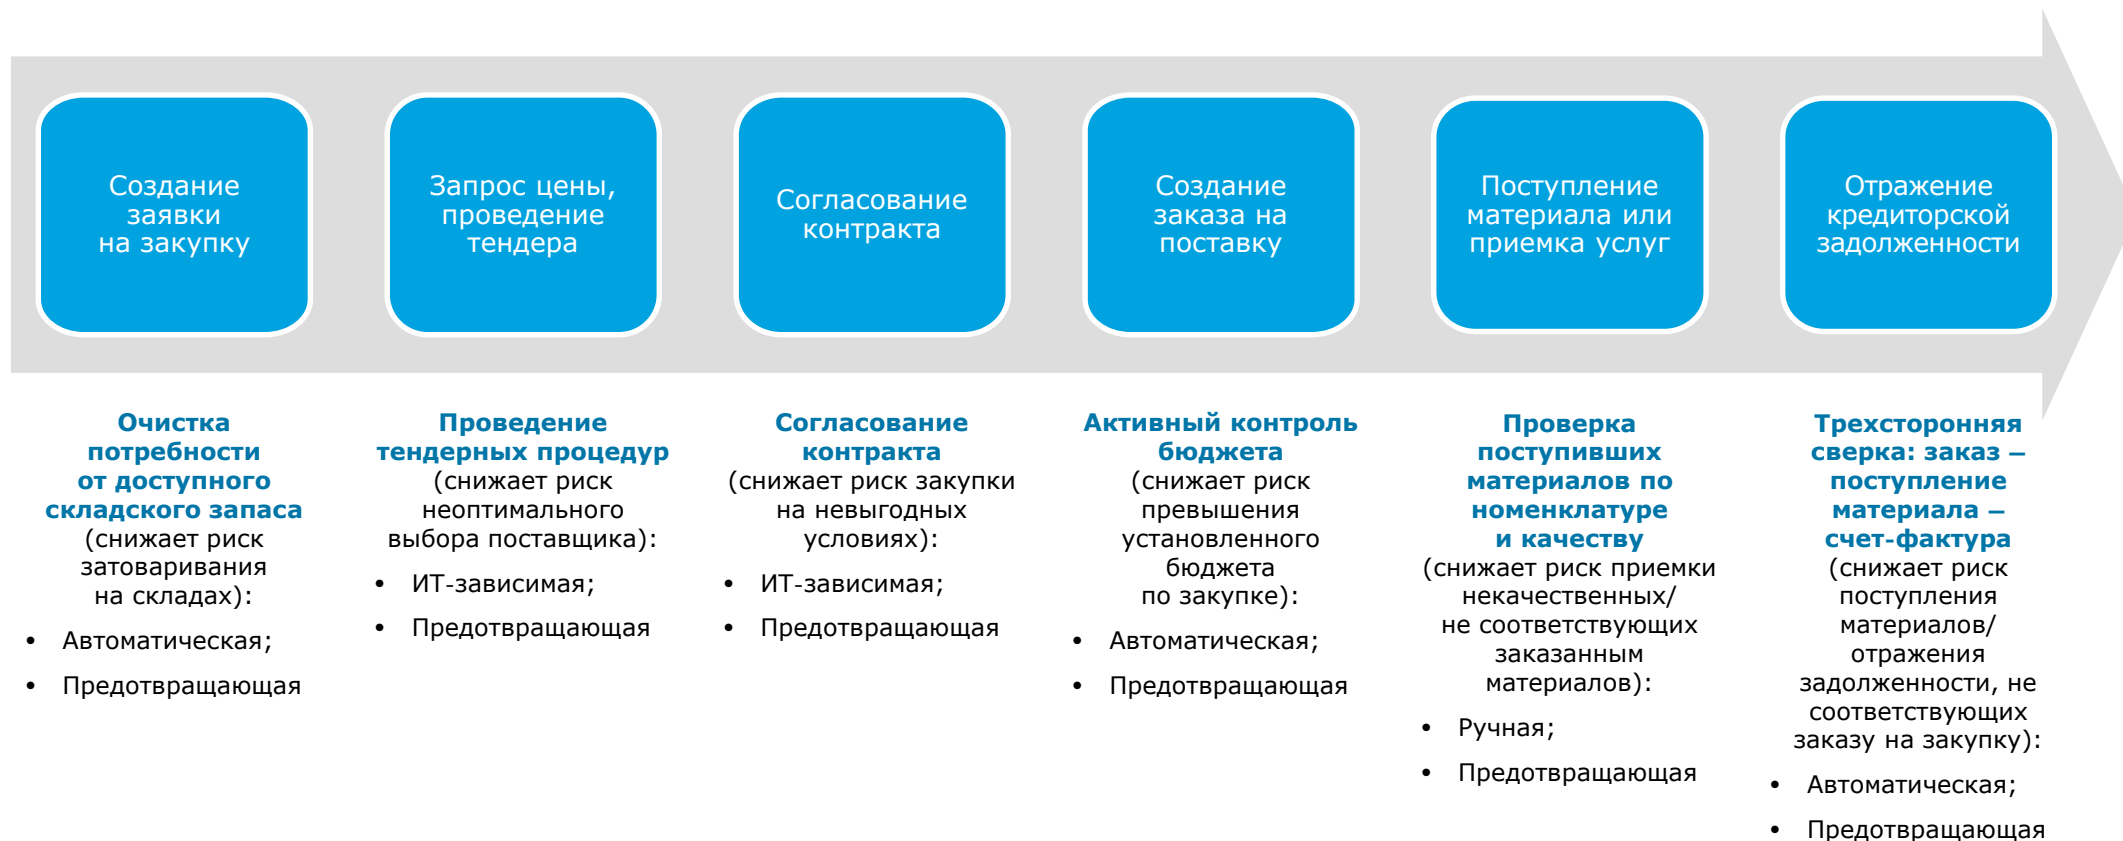 Создание
заявки
на закупку
Запрос цены,
проведение
тендера
Согласование
контракта
Создание
заказа на
поставку
Поступление
материала или
приемка услуг
Отражение
кредиторской
задолженности
Очистка
потребности
от доступного
складского запаса
(снижает риск
затоваривания
на складах):
• Автоматическая;
• Предотвращающая
Проведение
тендерных процедур
(снижает риск
неоптимального
выбора поставщика):
• ИТ-зависимая;
• Предотвращающая
Согласование
контракта
(снижает риск закупки
на невыгодных
условиях):
• ИТ-зависимая;
• Предотвращающая
Активный контроль
бюджета
(снижает риск
превышения
установленного
бюджета
по закупке):
• Автоматическая;
• Предотвращающая
Проверка
поступивших
материалов по
номенклатуре
и качеству
(снижает риск приемки
некачественных/
не соответствующих
заказанным
материалов):
• Ручная;
• Предотвращающая
Трехсторонняя
сверка: заказ –
поступление
материала –
счет-фактура
(снижает риск
поступления
материалов/
отражения
задолженности, не
соответствующих
заказу на закупку):
• Автоматическая;
• Предотвращающая